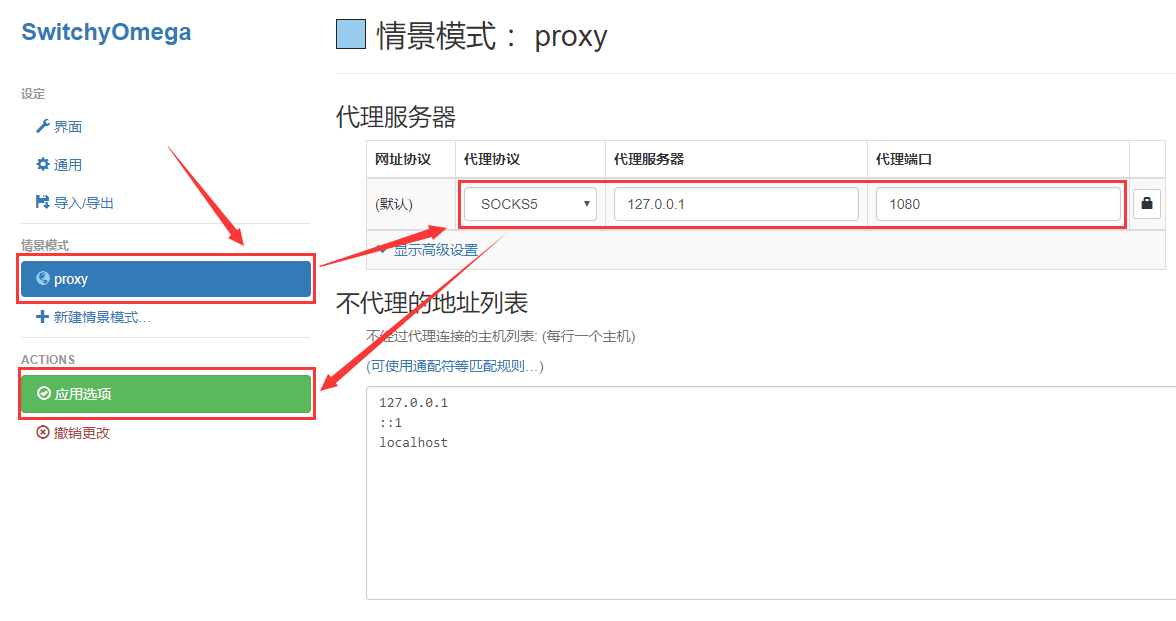 SwitchyOmega
设定
界面
通用
导入/导出
情景模式
proxy
新建情景模式…
ACTIONS
应用选项
撤销更改
情景模式： proxy
代理服务器
网址协议 代理协议 代理服务器 代理端口
(默认) SOCKS5 127.0.0.1 1080
显示高级设置
不代理的地址列表
不经过代理连接的主机列表: (每行一个主机)
(可使用通配符等匹配规则…)
127.0.0.1
::1
localhost